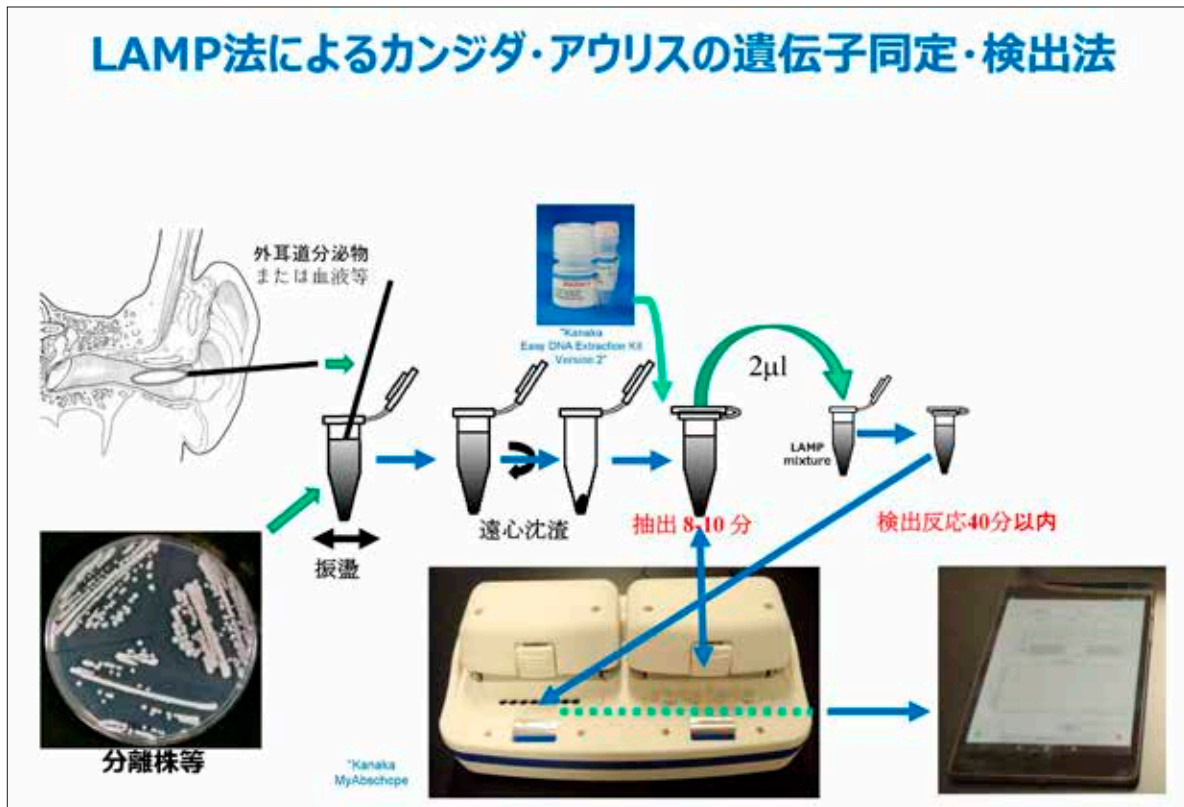 LAMP法によるカンジダ・アウリスの遺伝子同定・検出法
外耳道分泌物
または血液等
"Kanaka
Easy DNA Extraction Kit
Version 2"
2μl
LAMP
mixture
振盪
遠心沈渣
抽出 8-10 分
検出反応40分以内
分離株等
"Kanaka
MyAbschope